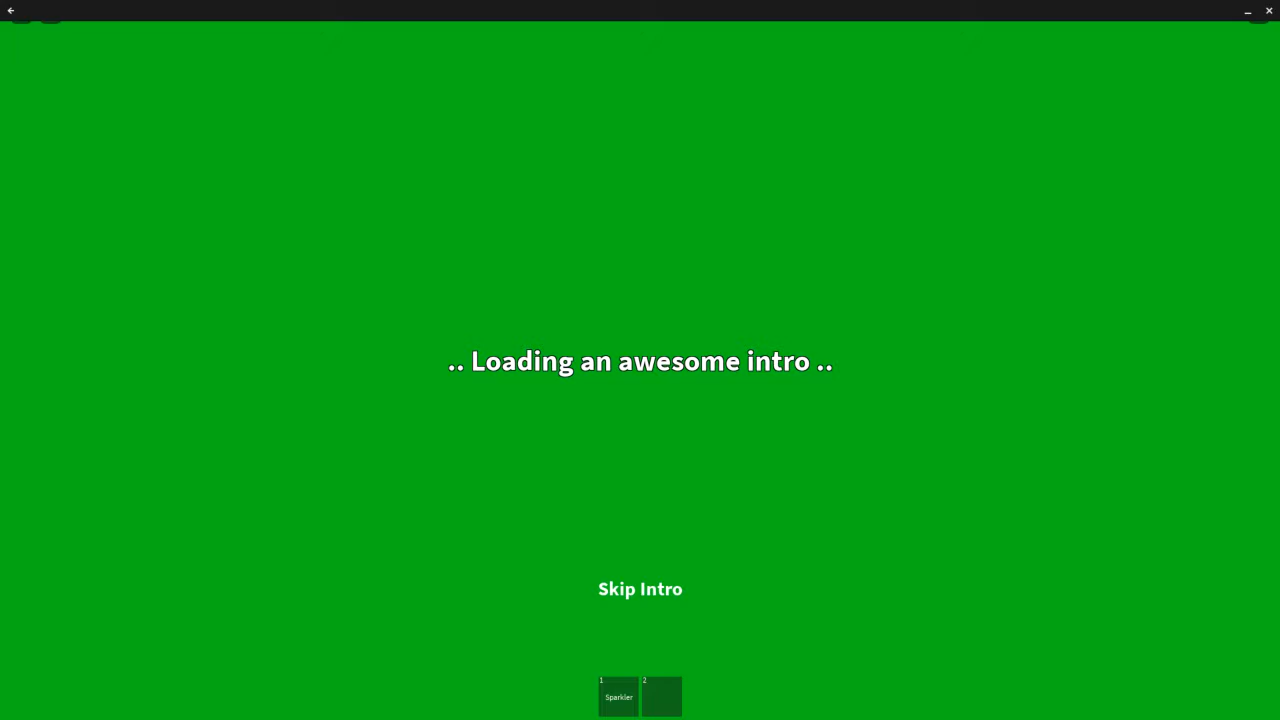 .. Loading an awesome intro ..
Skip Intro
1
2
Sparkler